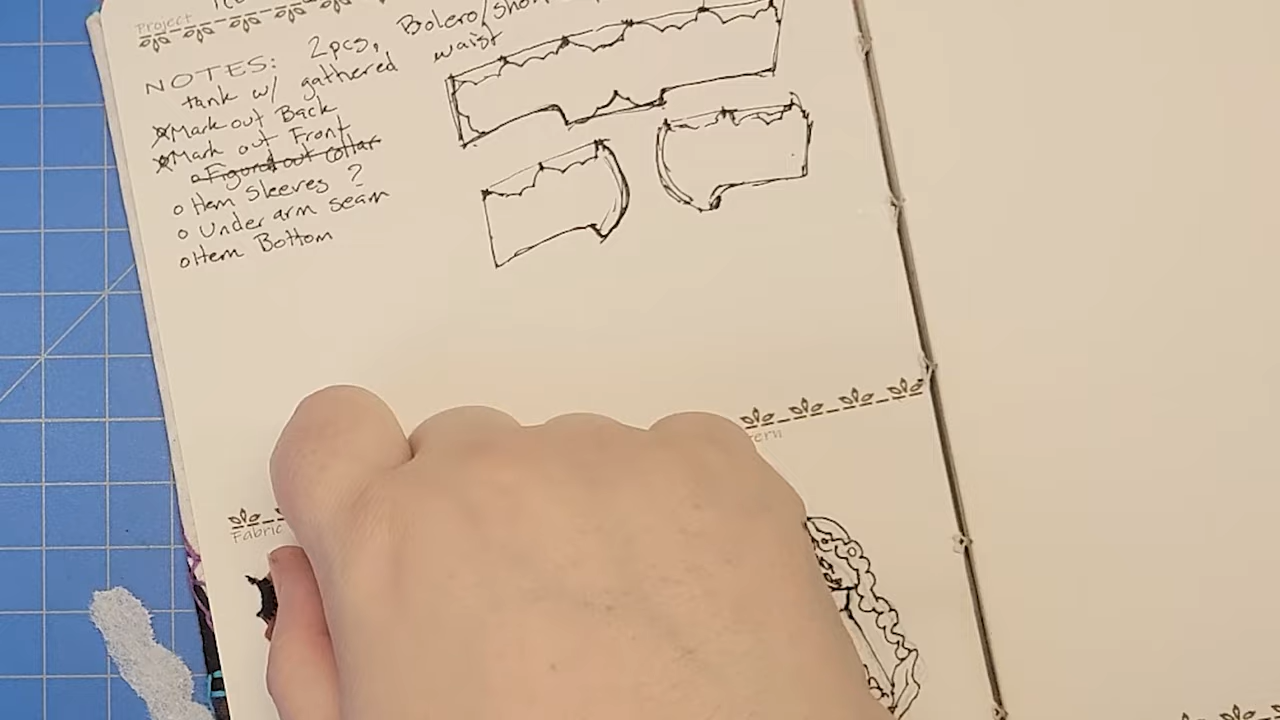 Project
NOTES: 2pcs, Bolero/short
tank w/ gathered waist
Mark out Back
Mark out Front
Figure out collar
Hem Sleeves ?
Under arm seam
Hem Bottom
Fabric